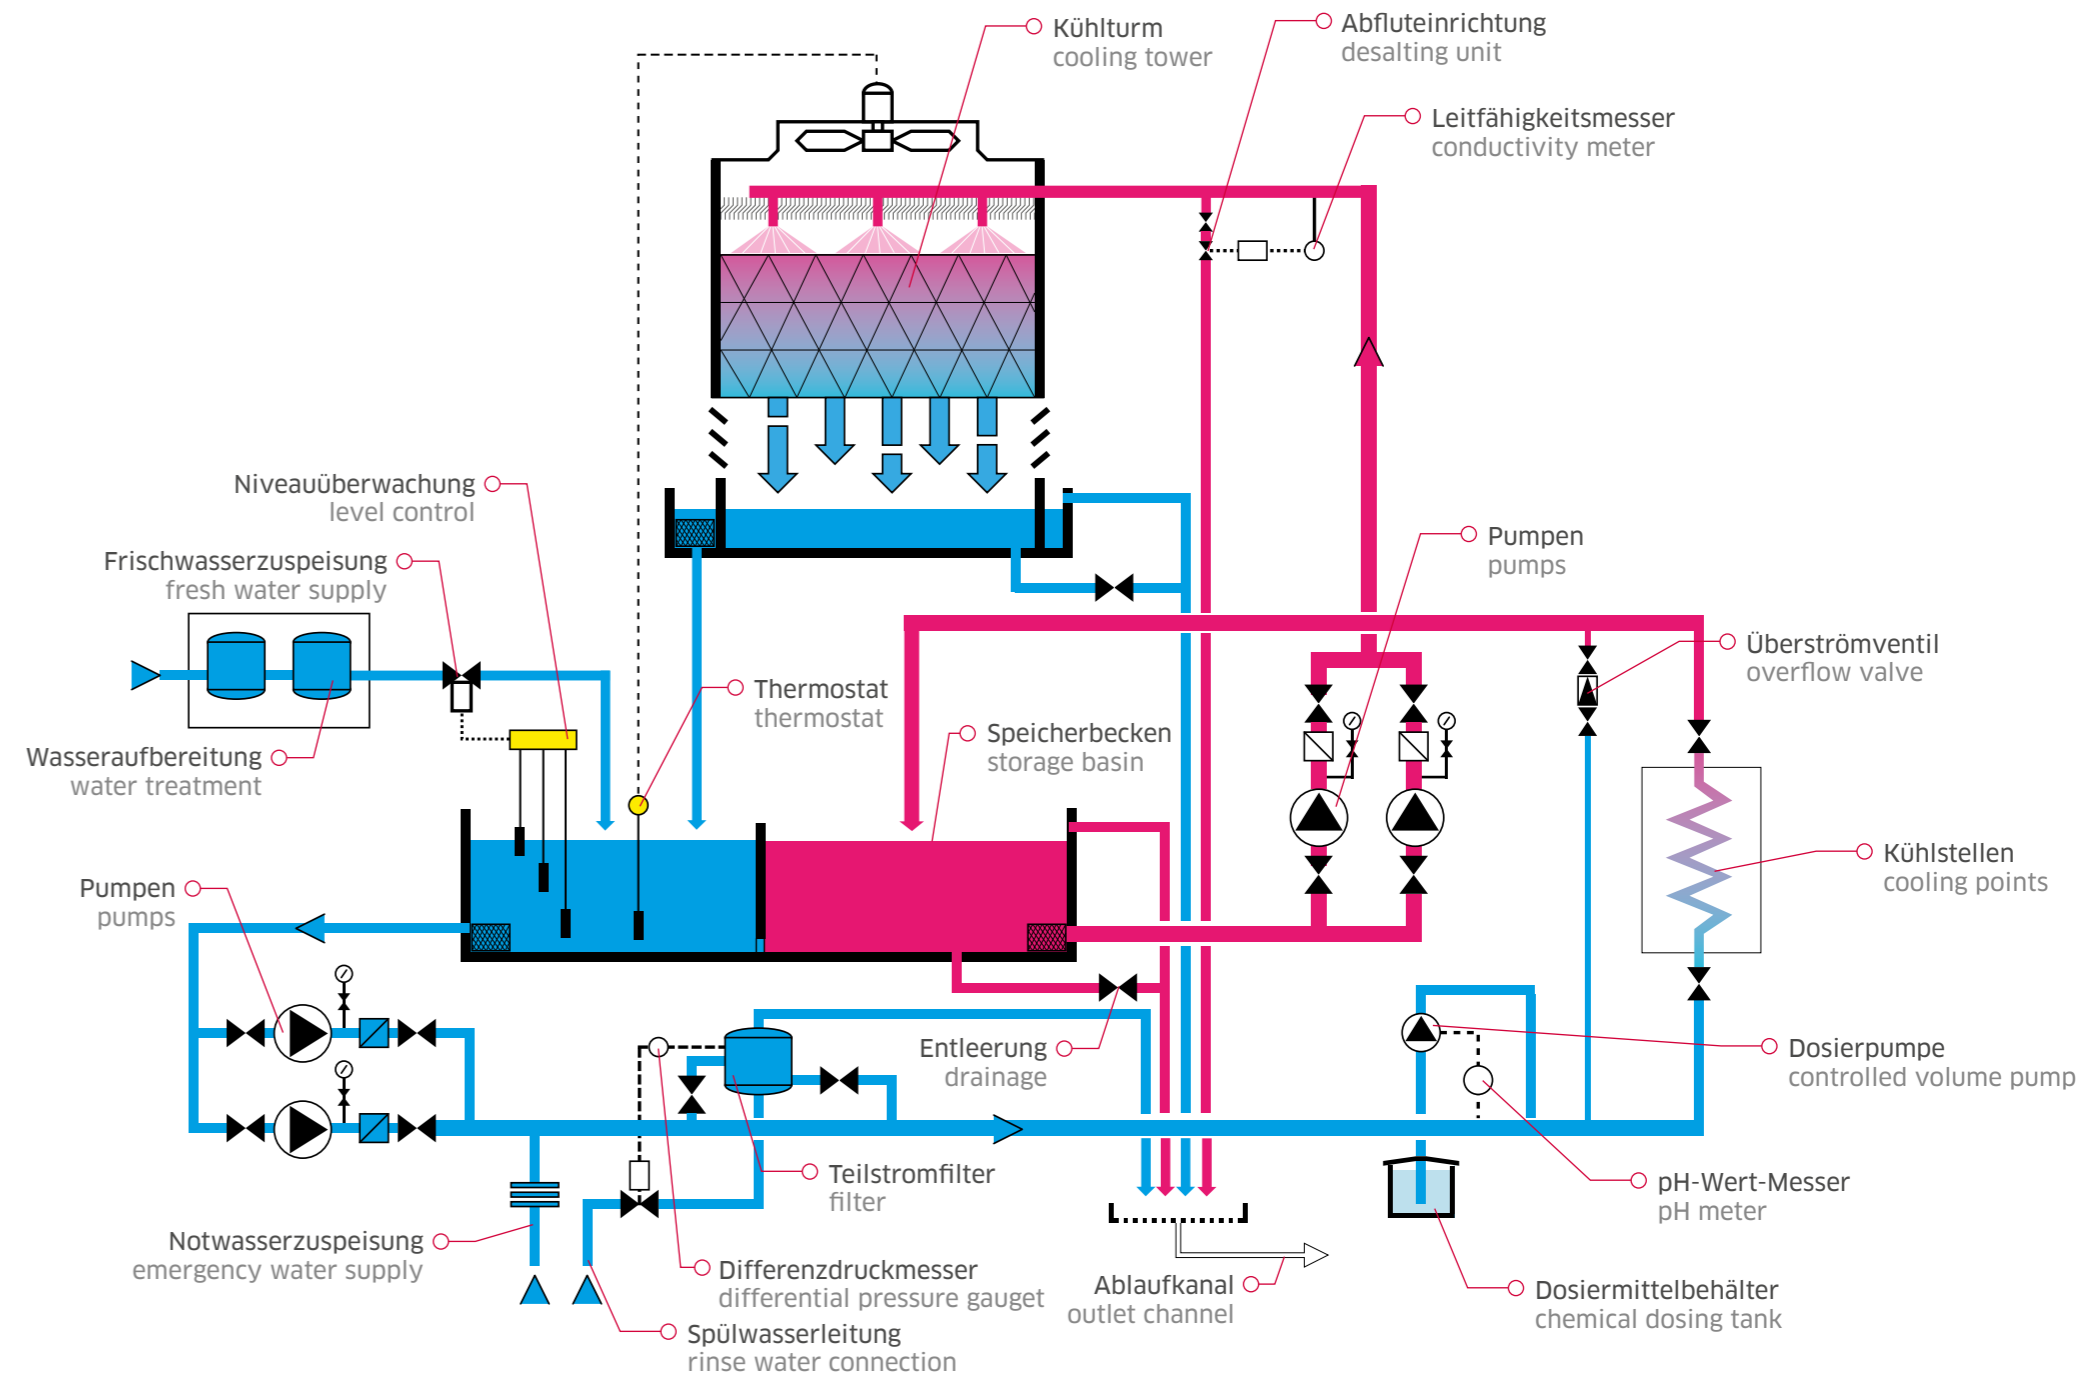 Kühlturm
cooling tower
Abfluteinrichtung
desalting unit
Leitfähigkeitsmesser
conductivity meter
Niveauüberwachung
level control
Frischwasserzuspeisung
fresh water supply
Pumpen
pumps
Überströmventil
overflow valve
Thermostat
thermostat
Speicherbecken
storage basin
Wasseraufbereitung
water treatment
Kühlstellen
cooling points
Pumpen
pumps
Entleerung
drainage
Dosierpumpe
controlled volume pump
Teilstromfilter
filter
pH-Wert-Messer
pH meter
Notwasserzuspeisung
emergency water supply
Differenzdruckmesser
differential pressure gauget
Ablaufkanal
outlet channel
Dosiermittelbehälter
chemical dosing tank
Spülwasserleitung
rinse water connection